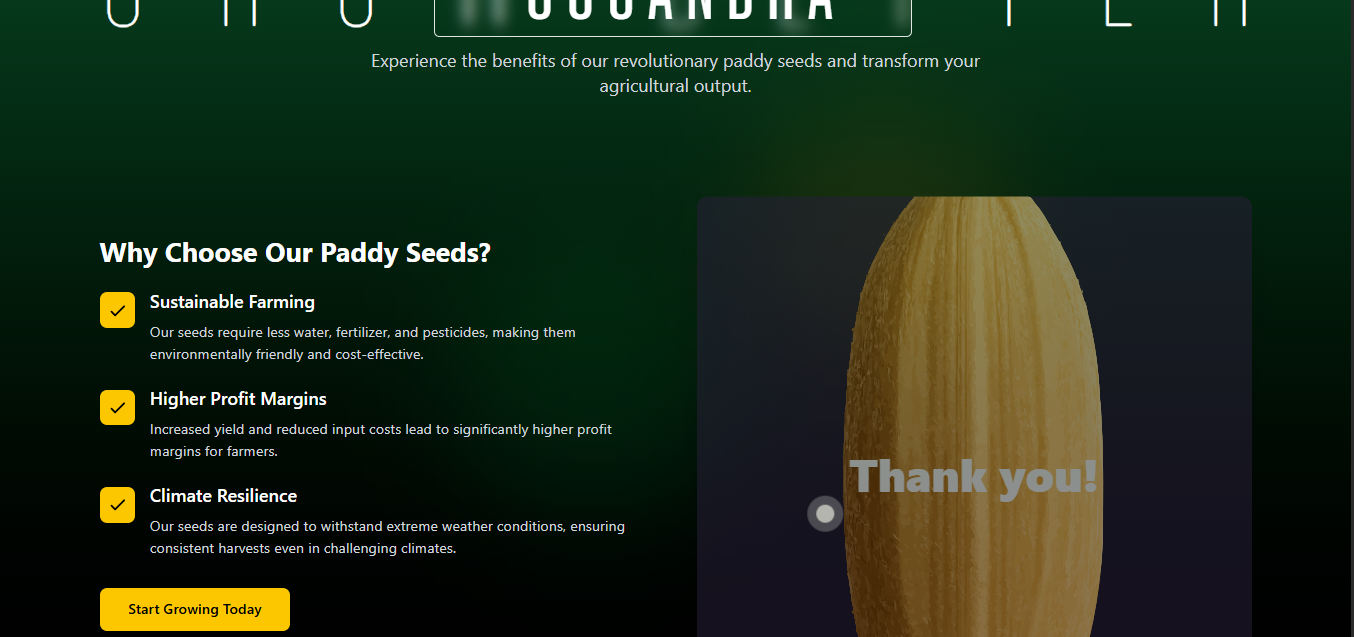 Experience the benefits of our revolutionary paddy seeds and transform your
agricultural output.
Why Choose Our Paddy Seeds?
Sustainable Farming
Our seeds require less water, fertilizer, and pesticides, making them
environmentally friendly and cost-effective.
Higher Profit Margins
Increased yield and reduced input costs lead to significantly higher profit
margins for farmers.
Climate Resilience
Our seeds are designed to withstand extreme weather conditions, ensuring
consistent harvests even in challenging climates.
Start Growing Today
Thank you!